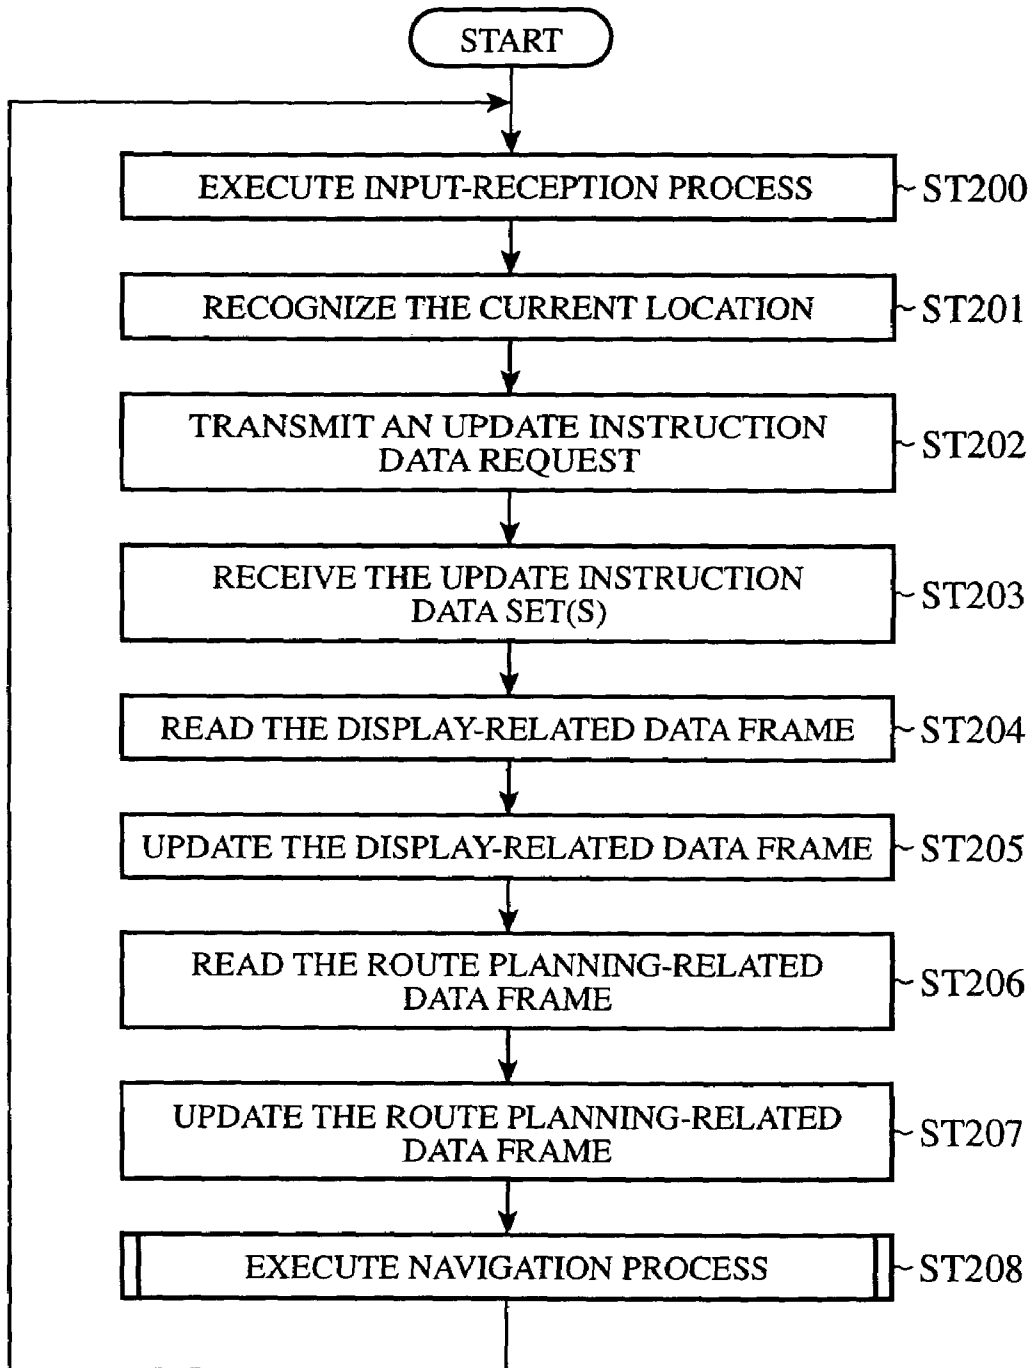 START
EXECUTE INPUT-RECEPTION PROCESS
ST200
RECOGNIZE THE CURRENT LOCATION
ST201
TRANSMIT AN UPDATE INSTRUCTION
DATA REQUEST
ST202
RECEIVE THE UPDATE INSTRUCTION
DATA SET(S)
ST203
READ THE DISPLAY-RELATED DATA FRAME
ST204
UPDATE THE DISPLAY-RELATED DATA FRAME
ST205
READ THE ROUTE PLANNING-RELATED
DATA FRAME
ST206
UPDATE THE ROUTE PLANNING-RELATED
DATA FRAME
ST207
EXECUTE NAVIGATION PROCESS
ST208